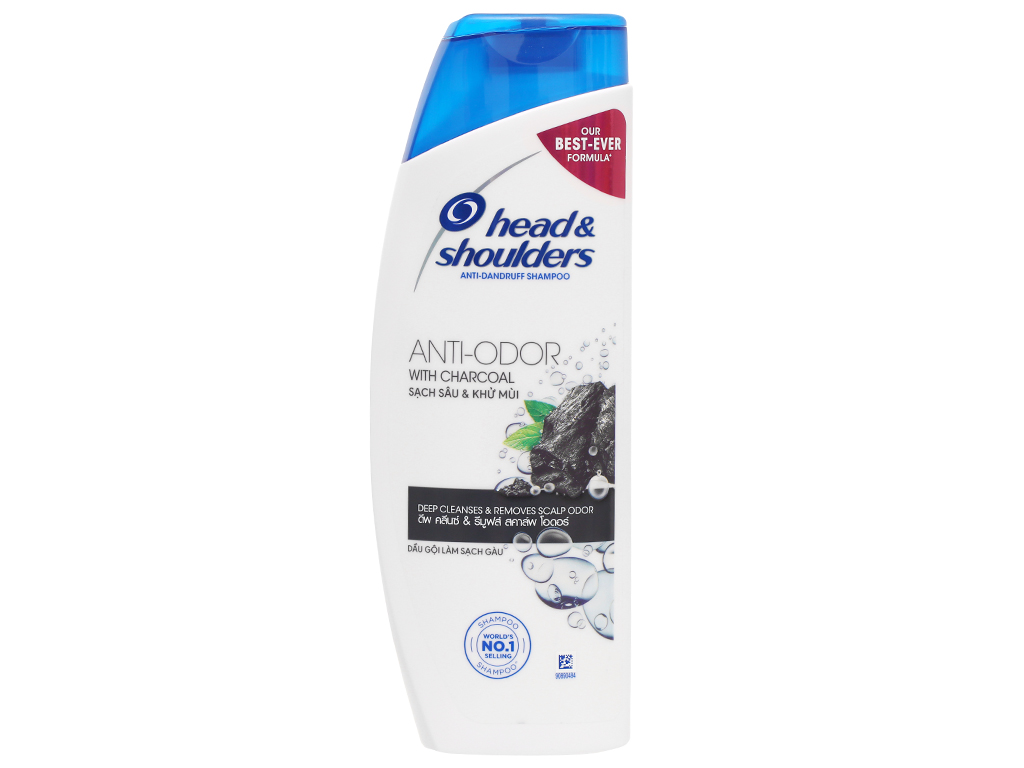 OUR
BEST-EVER
FORMULA*
head &
shoulders
ANTI-DANDRUFF SHAMPOO
ANTI-ODOR
WITH CHARCOAL
SẠCH SÂU & KHỬ MÙI
DEEP CLEANSES & REMOVES SCALP ODOR
ดีพ คลีนซ์ & รีมูฟส์ สคาล์พ โอดอร์
DẦU GỘI LÀM SẠCH GÀU
SHAMPOO
WORLD'S
NO.1
SELLING
SHAMPOO*
90893494